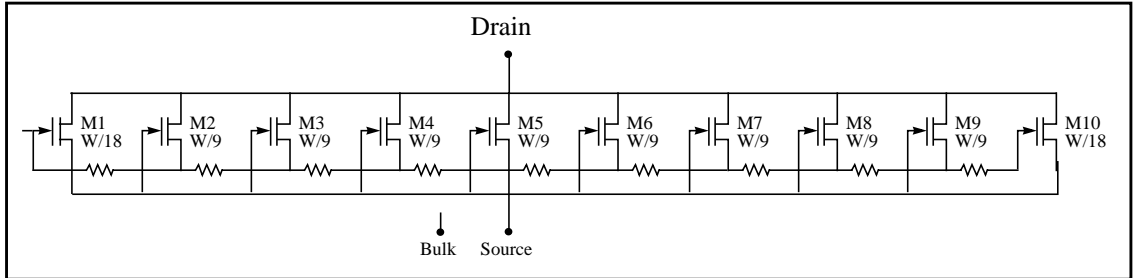 Drain
M1
W/18
M2
W/9
M3
W/9
M4
W/9
M5
W/9
M6
W/9
M7
W/9
M8
W/9
M9
W/9
M10
W/18
Bulk
Source